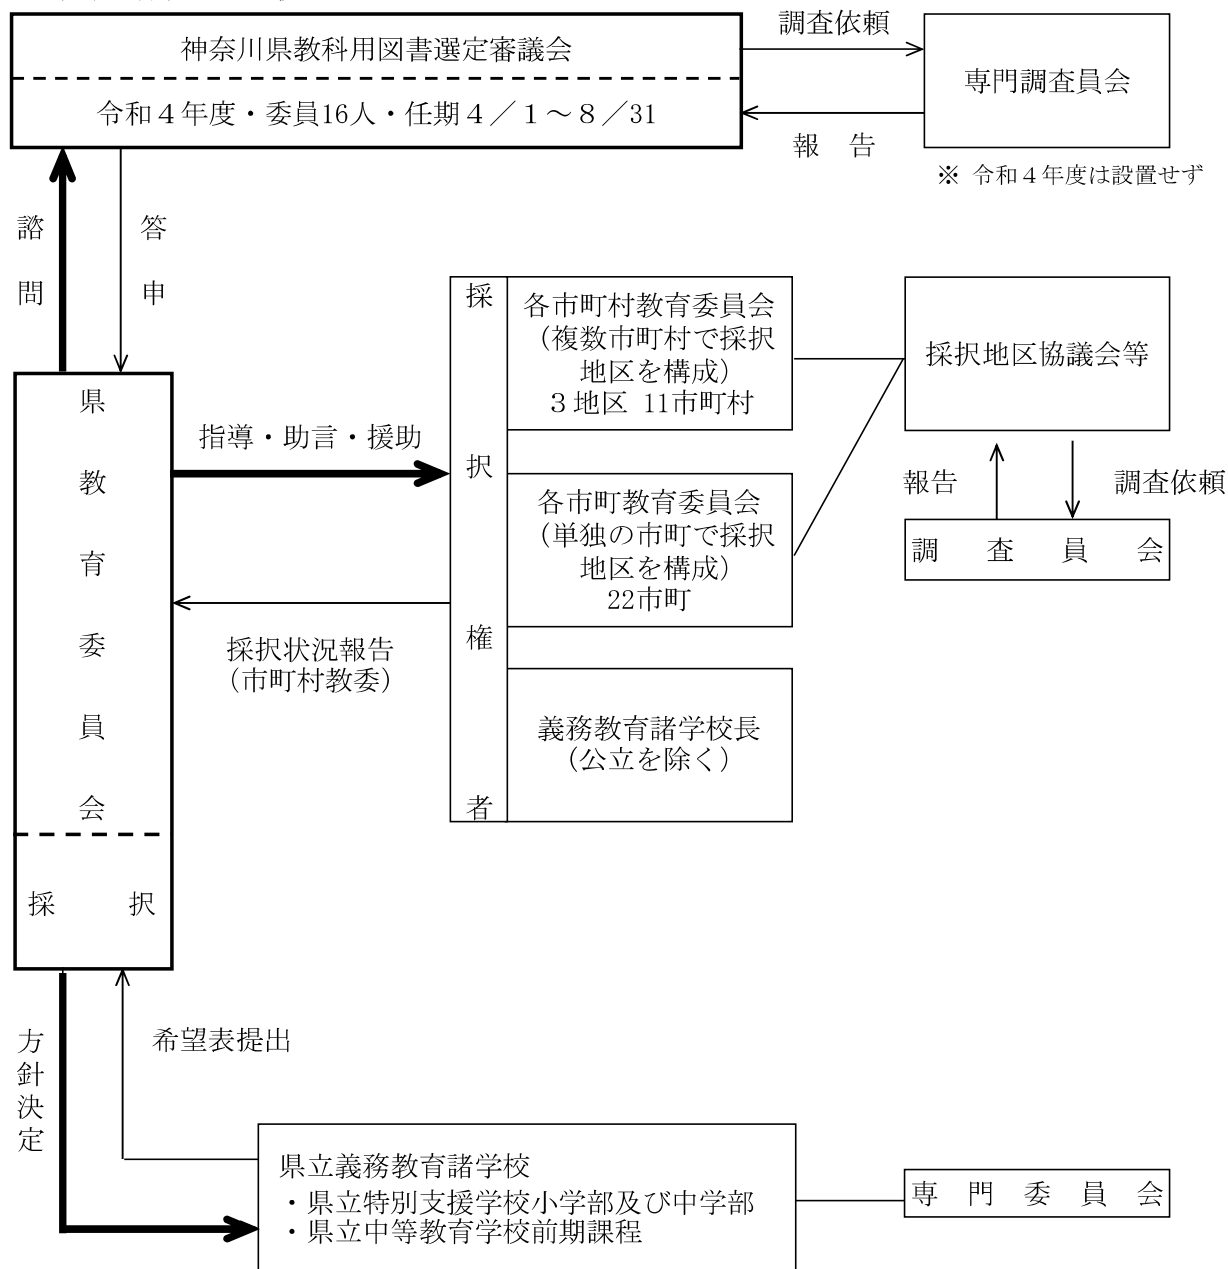 神奈川県教科用図書選定審議会
令和４年度・委員16人・任期４／１～８／31
調査依頼
報　告
専門調査員会
※ 令和４年度は設置せず
諮問
答申
県教育委員会
採　択
指導・助言・援助
採択状況報告
（市町村教委）
採択権者
各市町村教育委員会
（複数市町村で採択
地区を構成）
３地区 11市町村
各市町教育委員会
（単独の市町で採択
地区を構成）
22市町
義務教育諸学校長
（公立を除く）
採択地区協議会等
報告
調査依頼
調　査　員　会
方針決定
希望表提出
県立義務教育諸学校
・県立特別支援学校小学部及び中学部
・県立中等教育学校前期課程
専　門　委　員　会